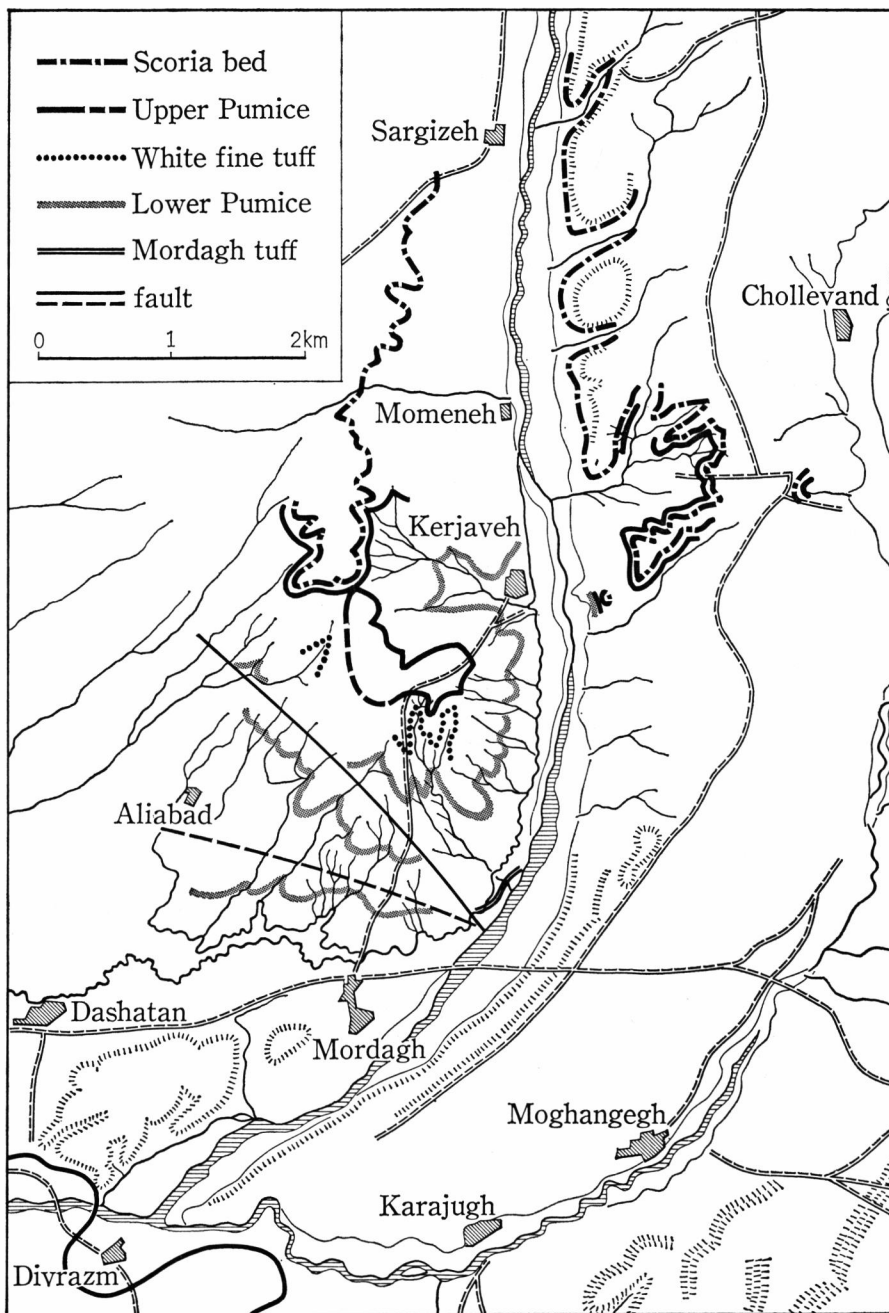 Scoria bed
Upper Pumice
White fine tuff
Lower Pumice
Mordagh tuff
fault
0 1 2km
Sargizeh
Chollevand
Momeneh
Kerjaveh
Aliabad
Dashatan
Mordagh
Moghangegh
Karajugh
Divrazm